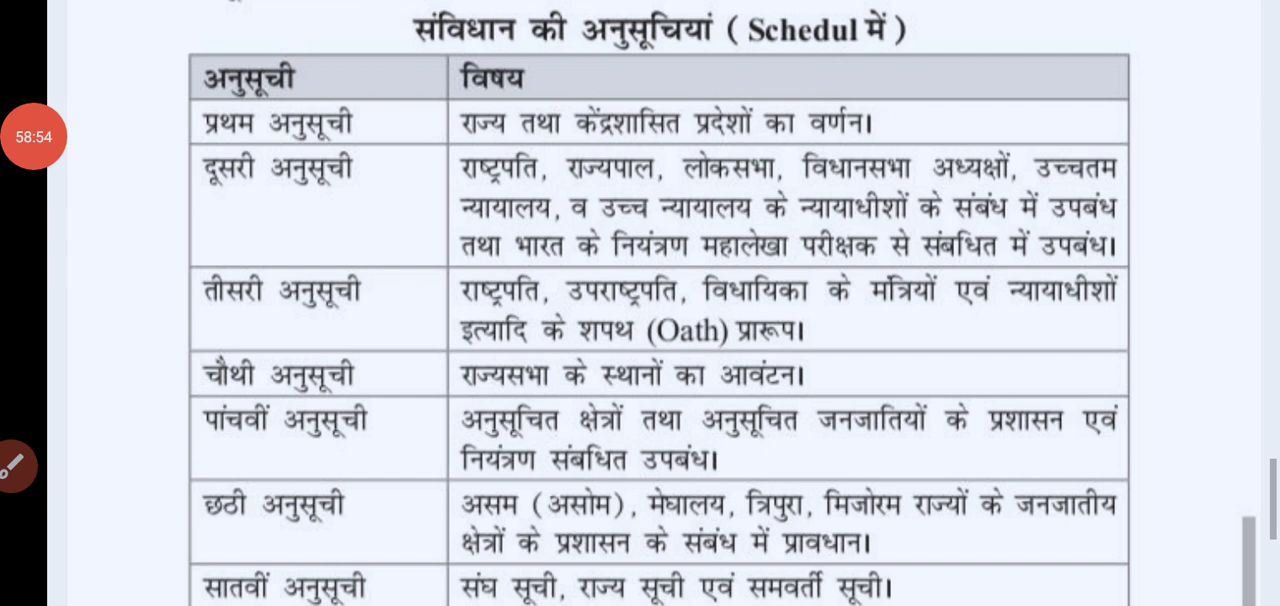 संविधान की अनुसूचियां ( Schedul में )
अनुसूची विषय
प्रथम अनुसूची राज्य तथा केंद्रशासित प्रदेशों का वर्णन।
58:54
दूसरी अनुसूची राष्ट्रपति, राज्यपाल, लोकसभा, विधानसभा अध्यक्षों, उच्चतम
न्यायालय, व उच्च न्यायालय के न्यायाधीशों के संबंध में उपबंध
तथा भारत के नियंत्रण महालेखा परीक्षक से संबधित में उपबंध।
तीसरी अनुसूची राष्ट्रपति, उपराष्ट्रपति, विधायिका के मंत्रियों एवं न्यायाधीशों
इत्यादि के शपथ (Oath) प्रारूप।
चौथी अनुसूची राज्यसभा के स्थानों का आवंटन।
पांचवीं अनुसूची अनुसूचित क्षेत्रों तथा अनुसूचित जनजातियों के प्रशासन एवं
नियंत्रण संबधित उपबंध।
छठी अनुसूची असम (असोम), मेघालय, त्रिपुरा, मिजोरम राज्यों के जनजातीय
क्षेत्रों के प्रशासन के संबंध में प्रावधान।
सातवीं अनुसूची संघ सूची, राज्य सूची एवं समवर्ती सूची।